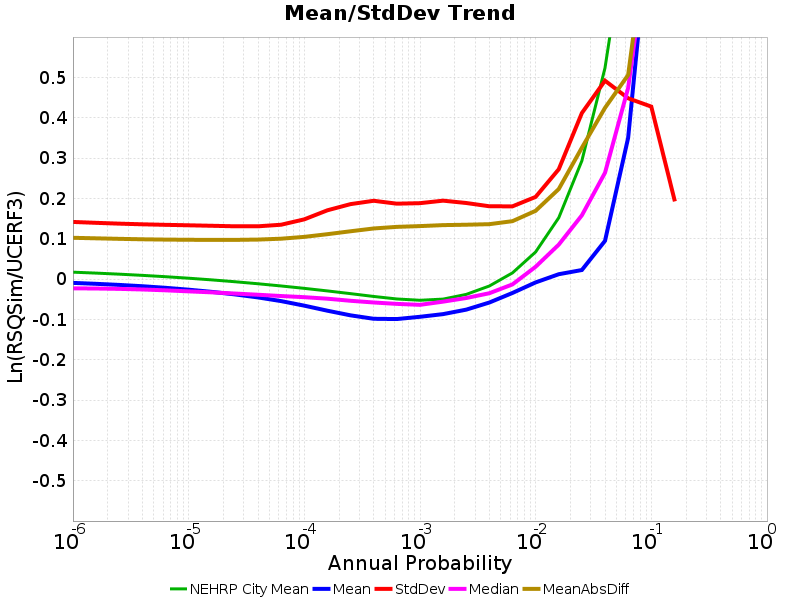 Mean/StdDev Trend
Ln(RSQSim/UCERF3)
0.5
0.4
0.3
0.2
0.1
0
-0.1
-0.2
-0.3
-0.4
-0.5
10-6 10-5 10-4 10-3 10-2 10-1 100
Annual Probability
NEHRP City Mean Mean StdDev Median MeanAbsDiff